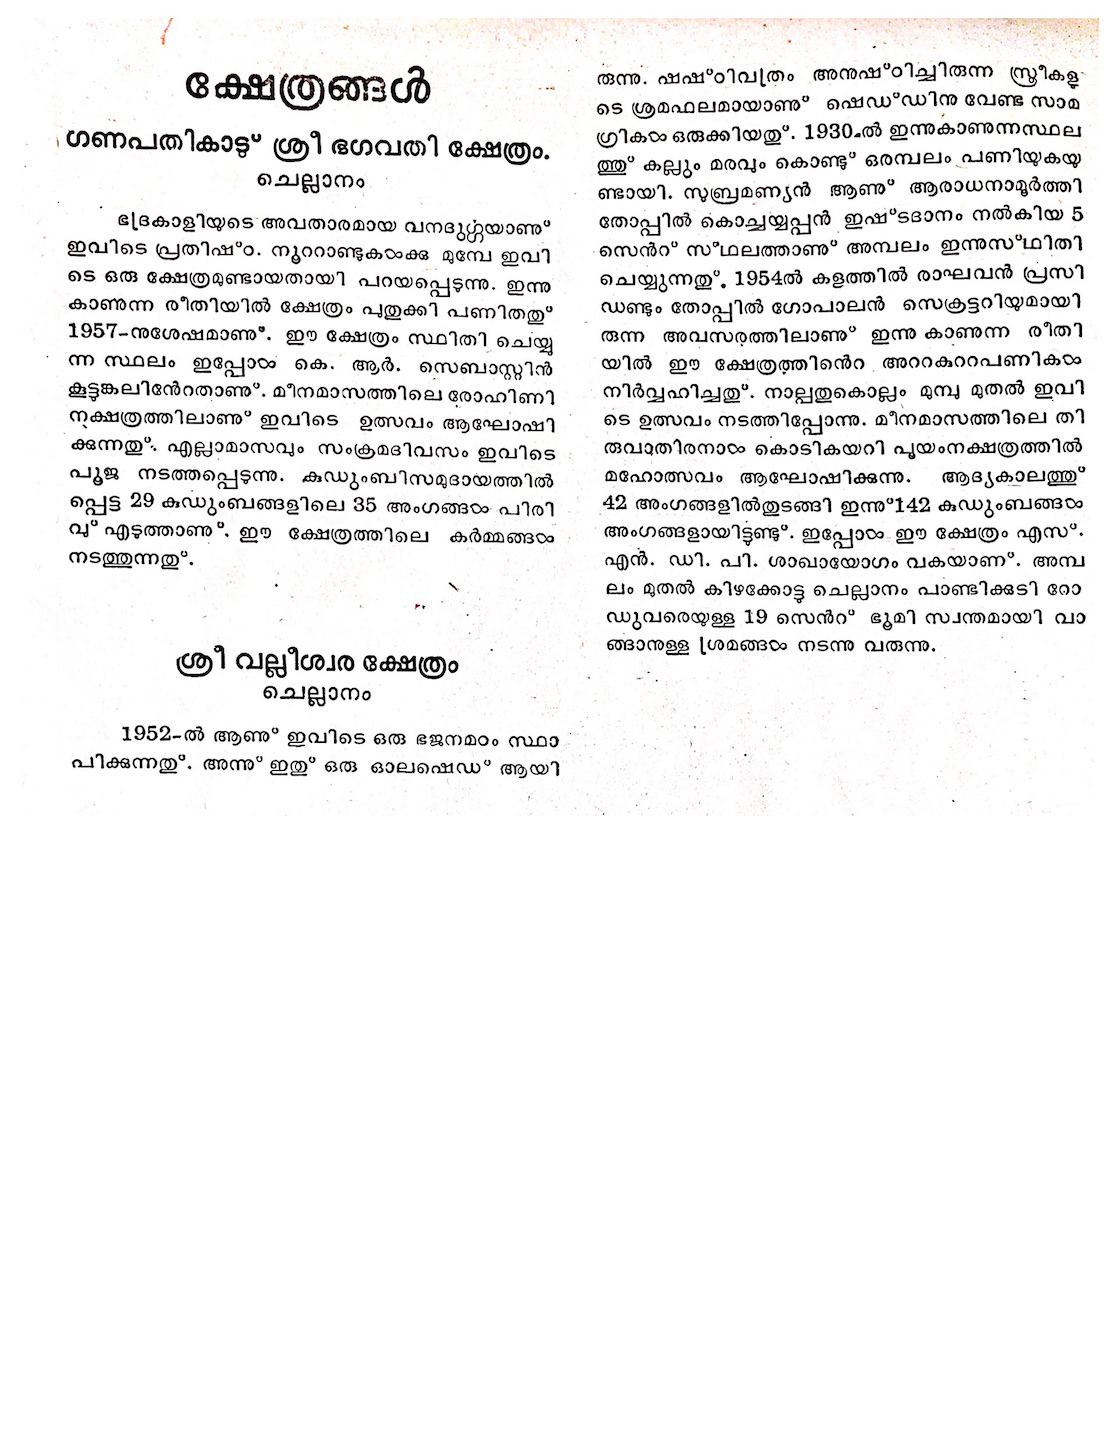 ക്ഷേത്രങ്ങൾ
ഗണപതികാടു് ശ്രീ ഭഗവതി ക്ഷേത്രം.
ചെല്ലാനം
ഭദ്രകാളിയുടെ അവതാരമായ വനദുർഗ്ഗയാണു്
ഇവിടെ പ്രതിഷ്ഠ. നൂററാണ്ടുകൾക്കു മുമ്പേ ഇവി
ടെ ഒരു ക്ഷേത്രമുണ്ടായതായി പറയപ്പെടുന്നു. ഇന്നു
കാണുന്ന രീതിയിൽ ക്ഷേത്രം പുതുക്കി പണിതതു്
1957-നുശേഷമാണു്. ഈ ക്ഷേത്രം സ്ഥിതി ചെയ്യു
ന്ന സ്ഥലം ഇപ്പോൾ കെ. ആർ. സെബാസ്റ്റിൻ
കൂട്ടുങ്കലിൻേറതാണു്. മീനമാസത്തിലെ രോഹിണി
നക്ഷത്രത്തിലാണു് ഇവിടെ ഉത്സവം ആഘോഷി
ക്കുന്നതു്. എല്ലാമാസവും സംക്രമദിവസം ഇവിടെ
പൂജ നടത്തപ്പെടുന്നു. കുഡുംബിസമുദായത്തിൽ
പ്പെട്ട 29 കുഡുംബങ്ങളിലെ 35 അംഗങ്ങൾ പിരി
വു് എടുത്താണു്. ഈ ക്ഷേത്രത്തിലെ കർമ്മങ്ങൾ
നടത്തുന്നതു്.
ശ്രീ വല്ലീശ്വര ക്ഷേത്രം
ചെല്ലാനം
1952-ൽ ആണു് ഇവിടെ ഒരു ഭജനമഠം സ്ഥാ
പിക്കുന്നതു്. അന്നു് ഇതു് ഒരു ഓലഷെഡ് ആയി
രുന്നു. ഷഷ്ഠിവ്രതം അനുഷ്ഠിച്ചിരുന്ന സ്ത്രീകളു
ടെ ശ്രമഫലമായാണു് ഷെഡ്ഡിനു വേണ്ട സാമ
ഗ്രികൾ ഒരുക്കിയതു്. 1930-ൽ ഇന്നുകാണുന്നസ്ഥല
ത്തു് കല്ലും മരവും കൊണ്ടു് ഒരമ്പലം പണിയുകയു
ണ്ടായി. സുബ്രമണ്യൻ ആണു് ആരാധനാമൂർത്തി
തോപ്പിൽ കൊച്ചയ്യപ്പൻ ഇഷ്ടദാനം നൽകിയ 5
സെൻറ് സ്ഥലത്താണു് അമ്പലം ഇന്നുസ്ഥിതി
ചെയ്യുന്നതു്. 1954ൽ കളത്തിൽ രാഘവൻ പ്രസി
ഡണ്ടും തോപ്പിൽ ഗോപാലൻ സെക്രട്ടറിയുമായി
രുന്ന അവസരത്തിലാണു് ഇന്നു കാണുന്ന രീതി
യിൽ ഈ ക്ഷേത്രത്തിൻെറ അററകുററപണികൾ
നിർവ്വഹിച്ചതു്. നാല്പതുകൊല്ലം മുമ്പു മുതൽ ഇവി
ടെ ഉത്സവം നടത്തിപ്പോന്നു. മീനമാസത്തിലെ തി
രുവാതിരനാൾ കൊടികയറി പൂയംനക്ഷത്രത്തിൽ
മഹോത്സവം ആഘോഷിക്കുന്നു. ആദ്യകാലത്തു്
42 അംഗങ്ങളിൽതുടങ്ങി ഇന്നു്142 കുഡുംബങ്ങൾ
അംഗങ്ങളായിട്ടുണ്ടു്. ഇപ്പോൾ ഈ ക്ഷേത്രം എസ്.
എൻ. ഡി. പി. ശാഖായോഗം വകയാണ്. അമ്പ
ലം മുതൽ കിഴക്കോട്ടു ചെല്ലാനം പാണ്ടിക്കുടി റോ
ഡുവരെയുള്ള 19 സെൻറ് ഭൂമി സ്വന്തമായി വാ
ങ്ങാനുള്ള ശ്രമങ്ങൾ നടന്നു വരുന്നു.